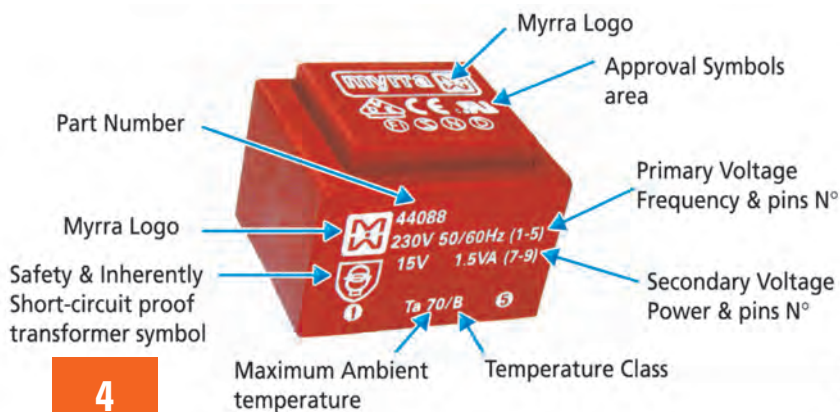 Myrra Logo
Approval Symbols
area
Part Number
Primary Voltage
Frequency & pins N°
Myrra Logo
Safety & Inherently
Short-circuit proof
transformer symbol
Secondary Voltage
Power & pins N°
Maximum Ambient
temperature
Temperature Class
4
myrra
CE
44088
230V 50/60Hz (1-5)
15V 1.5VA (7-9)
Ta 70/B
1 5